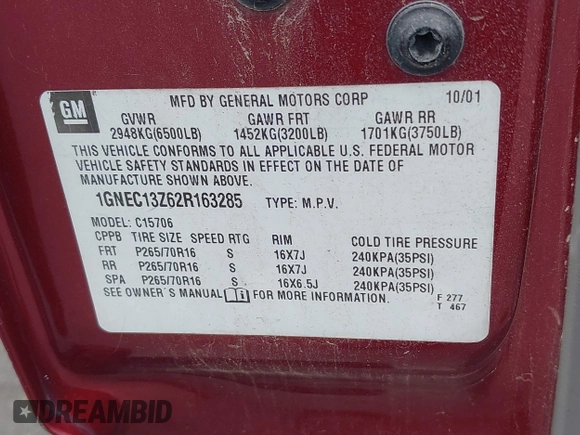 GM
MFD BY GENERAL MOTORS CORP 10/01
GVWR GAWR FRT GAWR RR
2948KG(6500LB) 1452KG(3200LB) 1701KG(3750LB)
THIS VEHICLE CONFORMS TO ALL APPLICABLE U.S. FEDERAL MOTOR
VEHICLE SAFETY STANDARDS IN EFFECT ON THE DATE OF
MANUFACTURE SHOWN ABOVE.
1GNEC13Z62R163285 TYPE: M.P.V.
MODEL: C15706
CPPB TIRE SIZE SPEED RTG RIM COLD TIRE PRESSURE
FRT P265/70R16 S 16X7J 240KPA(35PSI)
RR P265/70R16 S 16X7J 240KPA(35PSI)
SPA P265/70R16 S 16X6.5J 240KPA(35PSI)
SEE OWNER'S MANUAL FOR MORE INFORMATION. F 277
T 467
DREAMBID